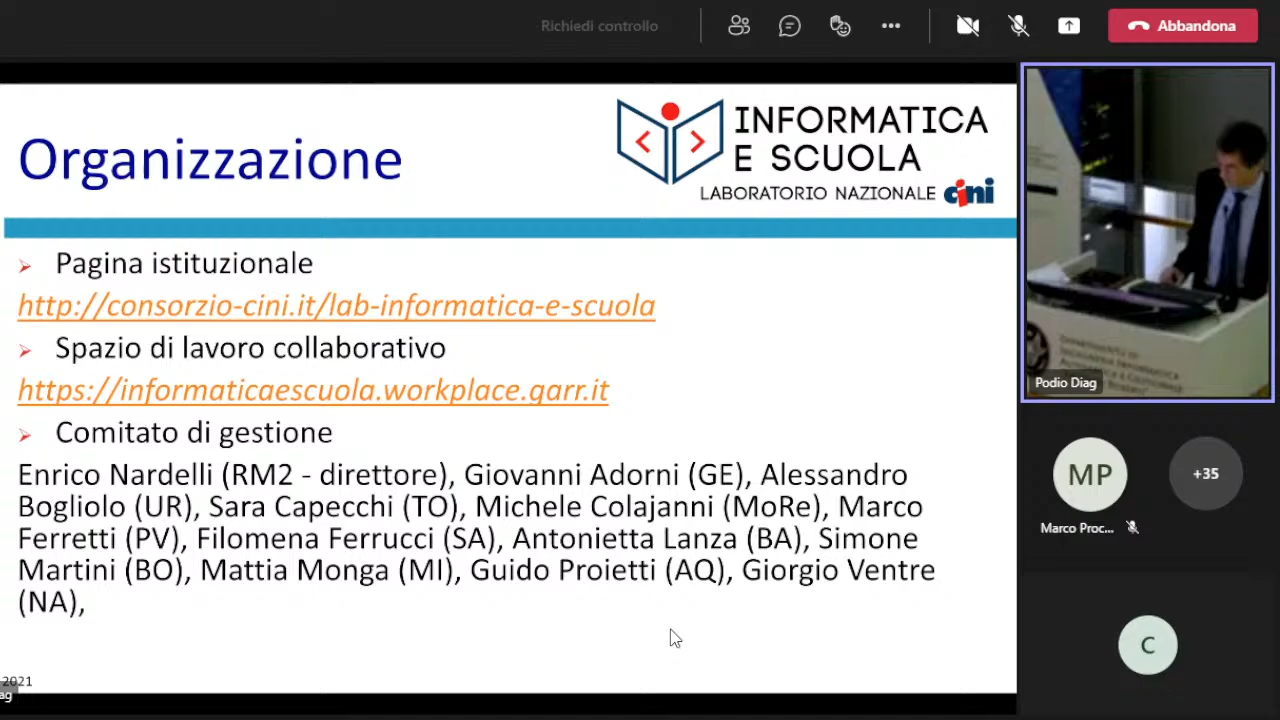 Richiedi controllo
Abbandona
Organizzazione
INFORMATICA
E SCUOLA
LABORATORIO NAZIONALE cini
Pagina istituzionale
http://consorzio-cini.it/lab-informatica-e-scuola
Spazio di lavoro collaborativo
https://informaticaescuola.workplace.garr.it
Comitato di gestione
Enrico Nardelli (RM2 - direttore), Giovanni Adorni (GE), Alessandro
Bogliolo (UR), Sara Capecchi (TO), Michele Colajanni (MoRe), Marco
Ferretti (PV), Filomena Ferrucci (SA), Antonietta Lanza (BA), Simone
Martini (BO), Mattia Monga (MI), Guido Proietti (AQ), Giorgio Ventre
(NA),
2021
ag
Podio Diag
MP
+35
Marco Proc...
C